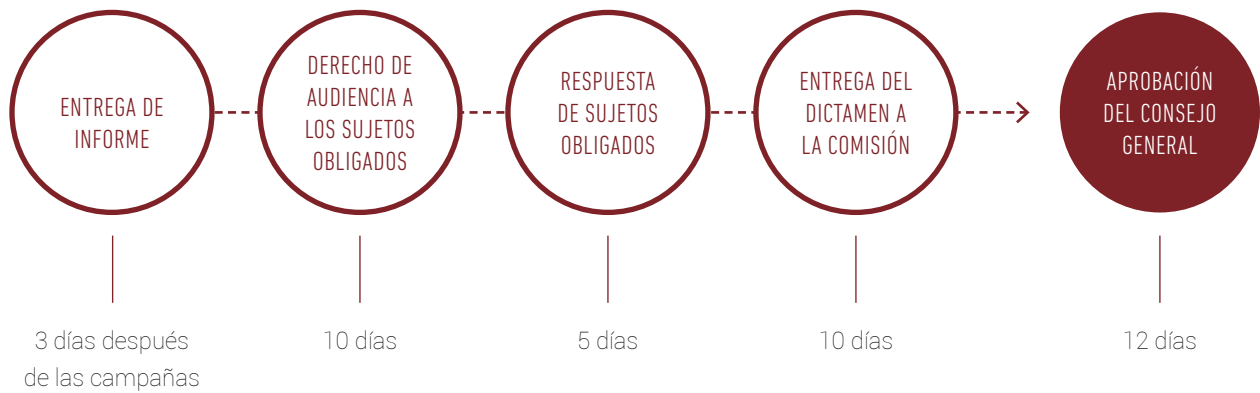 ENTREGA DE
INFORME
DERECHO DE
AUDIENCIA A
LOS SUJETOS
OBLIGADOS
RESPUESTA
DE SUJETOS
OBLIGADOS
ENTREGA DEL
DICTAMEN A
LA COMISIÓN
APROBACIÓN
DEL CONSEJO
GENERAL
3 días después
de las campañas
10 días
5 días
10 días
12 días